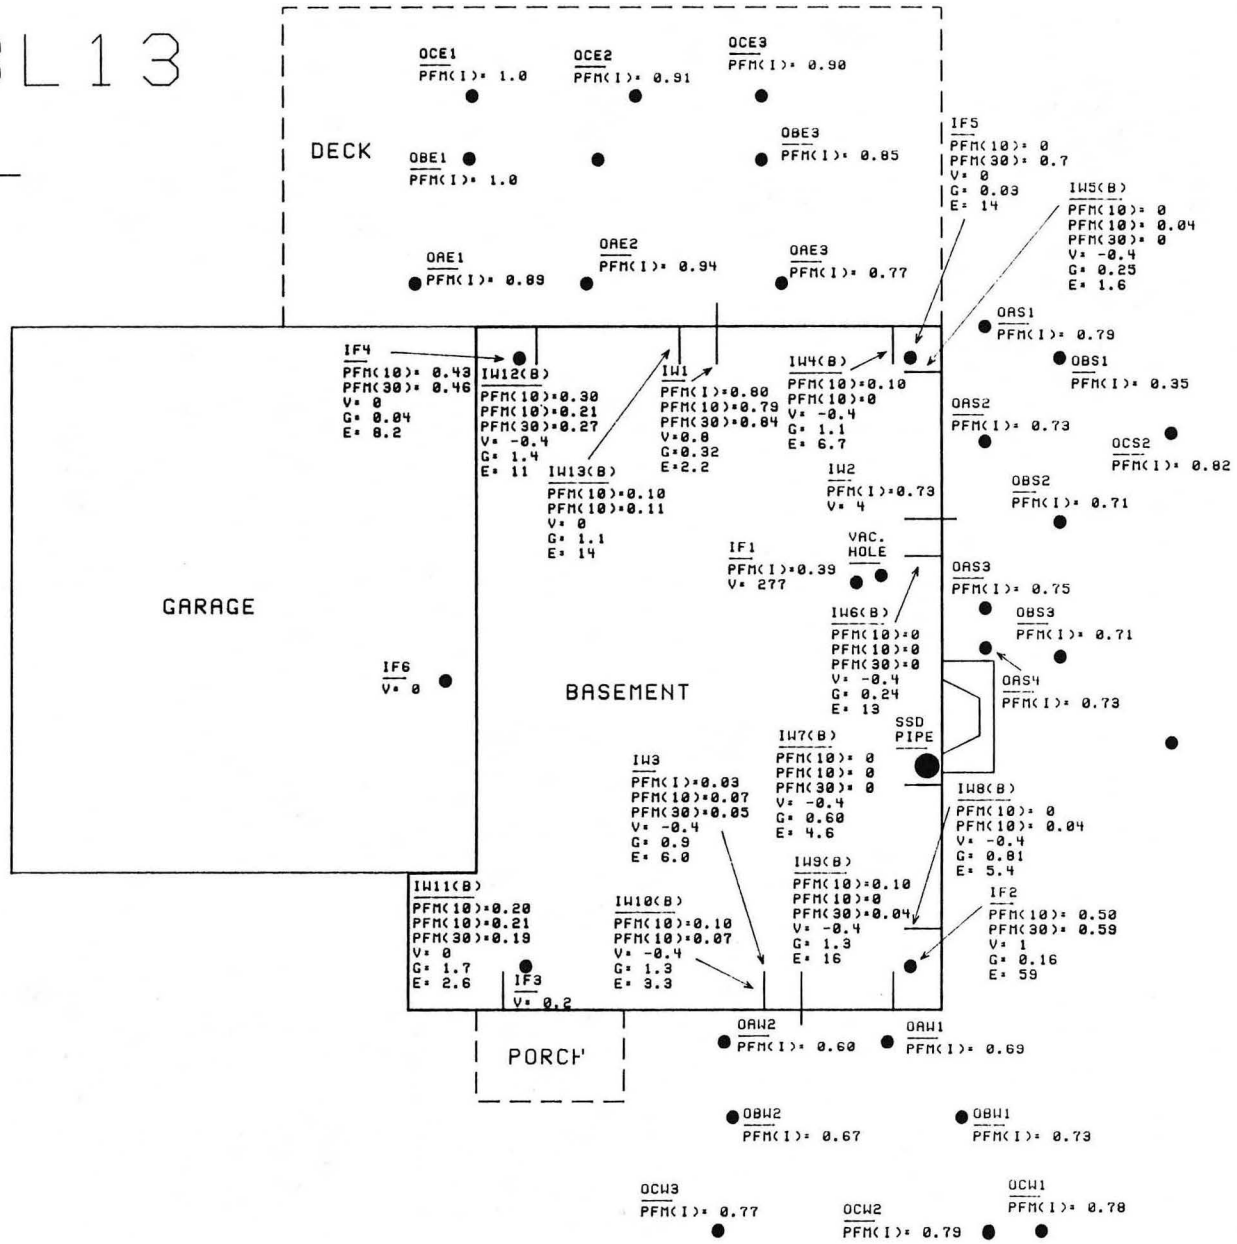 L13
OCE1
PFM(I)= 1.0
OCE2
PFM(I)= 0.91
OCE3
PFM(I)= 0.90
DECK
OBE1
PFM(I)= 1.0
OBE3
PFM(I)= 0.85
OAE1
PFM(I)= 0.89
OAE2
PFM(I)= 0.94
OAE3
PFM(I)= 0.77
IF5
PFM(10)= 0
PFM(30)= 0.7
V= 0
G= 0.03
E= 14
IW5(B)
PFM(10)= 0
PFM(10)= 0.04
PFM(30)= 0
V= -0.4
G= 0.25
E= 1.6
OAS1
PFM(I)= 0.79
OBS1
PFM(I)= 0.35
OAS2
PFM(I)= 0.73
OCS2
PFM(I)= 0.82
OBS2
PFM(I)= 0.71
IF4
PFM(10)= 0.43
PFM(30)= 0.46
V= 0
G= 0.04
E= 8.2
IW12(B)
PFM(10)=0.30
PFM(10)=0.21
PFM(30)=0.27
V= -0.4
G= 1.4
E= 11
IW13(B)
PFM(10)=0.10
PFM(10)=0.11
V= 0
G= 1.1
E= 14
IW1
PFM(I)=0.80
PFM(10)=0.79
PFM(30)=0.84
V=0.8
G=0.32
E=2.2
IW4(B)
PFM(10)=0.10
PFM(10)=0
V= -0.4
G= 1.1
E= 6.7
IW2
PFM(I)=0.73
V= 4
VAC.
HOLE
IF1
PFM(I)=0.39
V= 277
OAS3
PFM(I)= 0.75
OBS3
PFM(I)= 0.71
OAS4
PFM(I)= 0.73
GARAGE
IF6
V= 0
BASEMENT
IW6(B)
PFM(10)=0
PFM(10)=0
PFM(30)=0
V= -0.4
G= 0.24
E= 13
SSD
PIPE
IW7(B)
PFM(10)= 0
PFM(10)= 0
PFM(30)= 0
V= -0.4
G= 0.60
E= 4.6
IW3
PFM(I)=0.03
PFM(10)=0.07
PFM(30)=0.05
V= -0.4
G= 0.9
E= 6.0
IW8(B)
PFM(10)= 0
PFM(10)= 0.04
V= -0.4
G= 0.81
E= 5.4
IW9(B)
PFM(10)=0.10
PFM(10)=0
PFM(30)=0.04
V= -0.4
G= 1.3
E= 16
IF2
PFM(10)= 0.50
PFM(30)= 0.59
V= 1
G= 0.16
E= 59
IW11(B)
PFM(10)=0.20
PFM(10)=0.21
PFM(30)=0.19
V= 0
G= 1.7
E= 2.6
IF3
V= 0.2
IW10(B)
PFM(10)=0.10
PFM(10)=0.07
V= -0.4
G= 1.3
E= 3.3
PORCH
OAW2
PFM(I)= 0.60
OAW1
PFM(I)= 0.69
OBW2
PFM(I)= 0.67
OBW1
PFM(I)= 0.73
OCW3
PFM(I)= 0.77
OCW2
PFM(I)= 0.79
OCW1
PFM(I)= 0.78